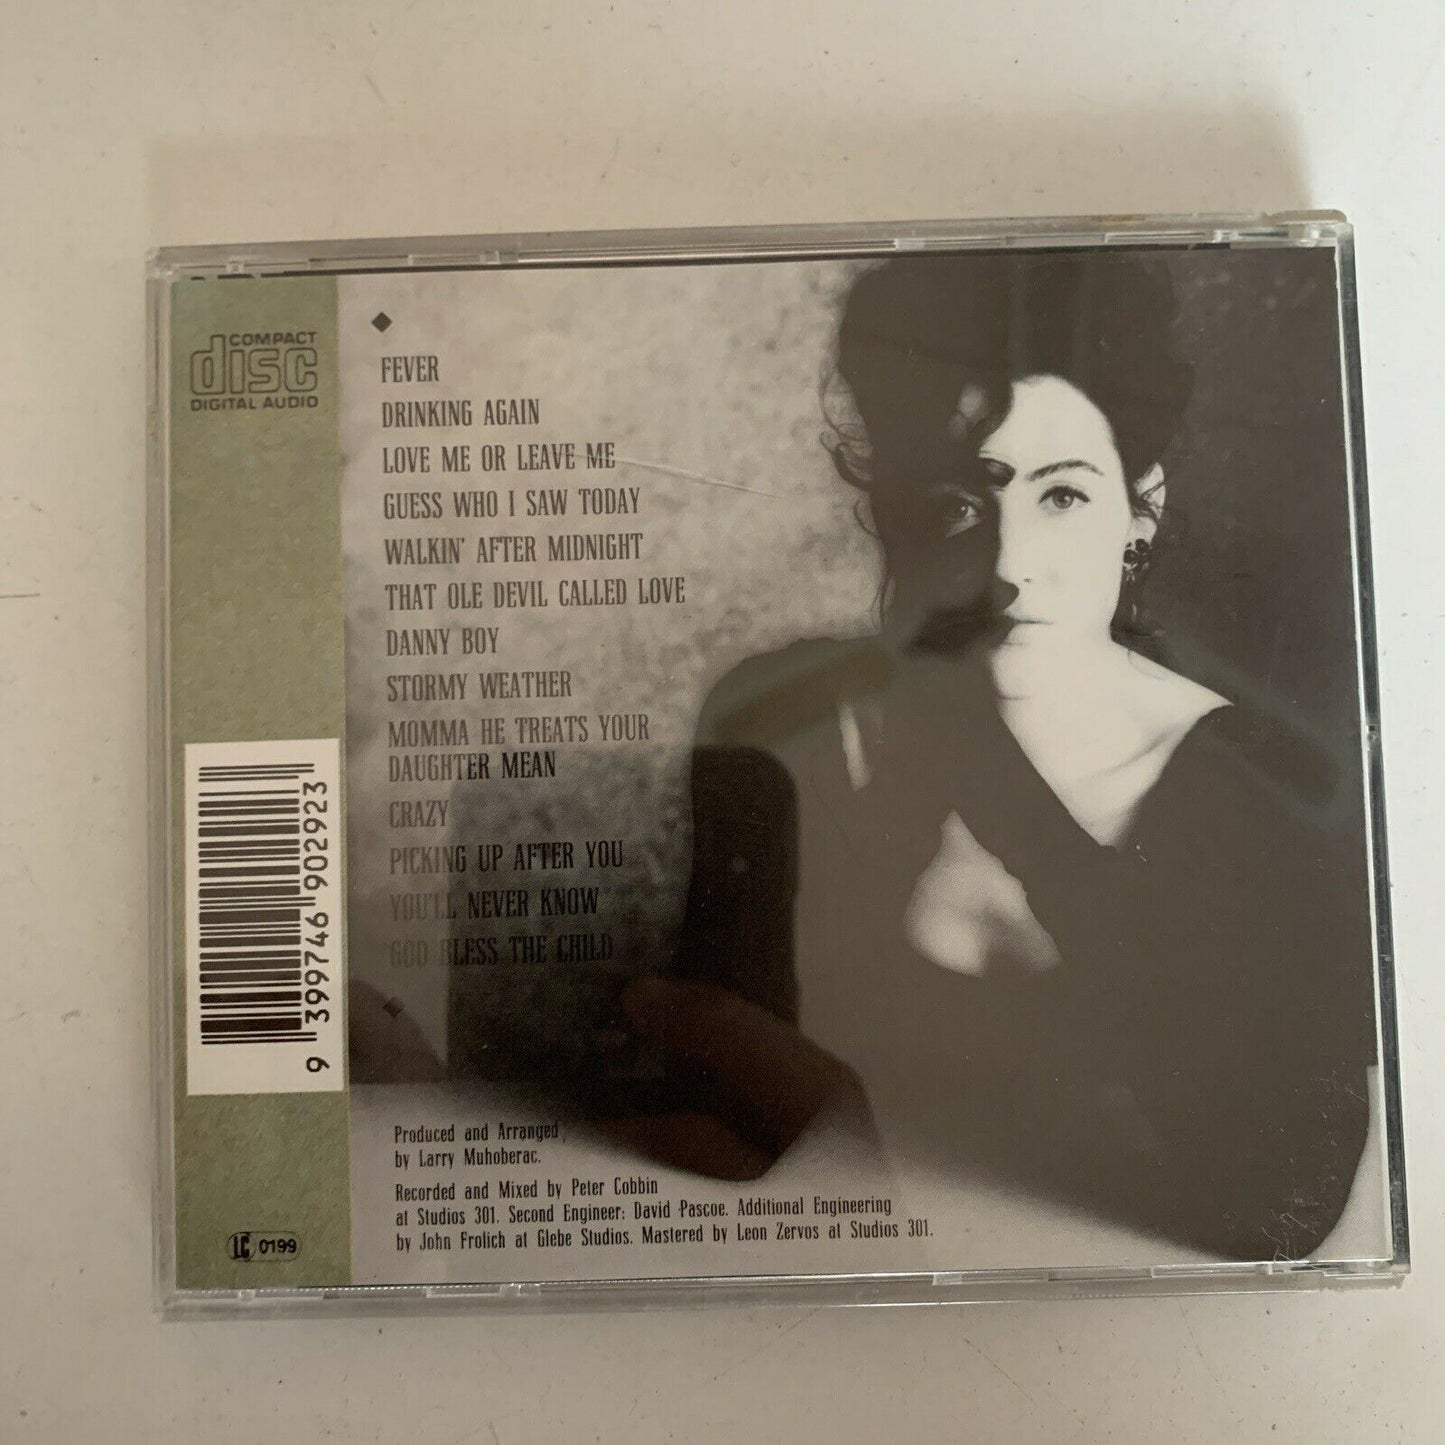 COMPACT
disc
DIGITAL AUDIO
FEVER
DRINKING AGAIN
LOVE ME OR LEAVE ME
GUESS WHO I SAW TODAY
WALKIN' AFTER MIDNIGHT
THAT OLE DEVIL CALLED LOVE
DANNY BOY
STORMY WEATHER
MOMMA HE TREATS YOUR
DAUGHTER MEAN
CRAZY
PICKING UP AFTER YOU
YOU'LL NEVER KNOW
GOD BLESS THE CHILD
9 399746 902923
Produced and Arranged
by Larry Muhoberac.
Recorded and Mixed by Peter Cobbin
at Studios 301. Second Engineer: David Pascoe. Additional Engineering
by John Frolich at Glebe Studios. Mastered by Leon Zervos at Studios 301.
LC 0199